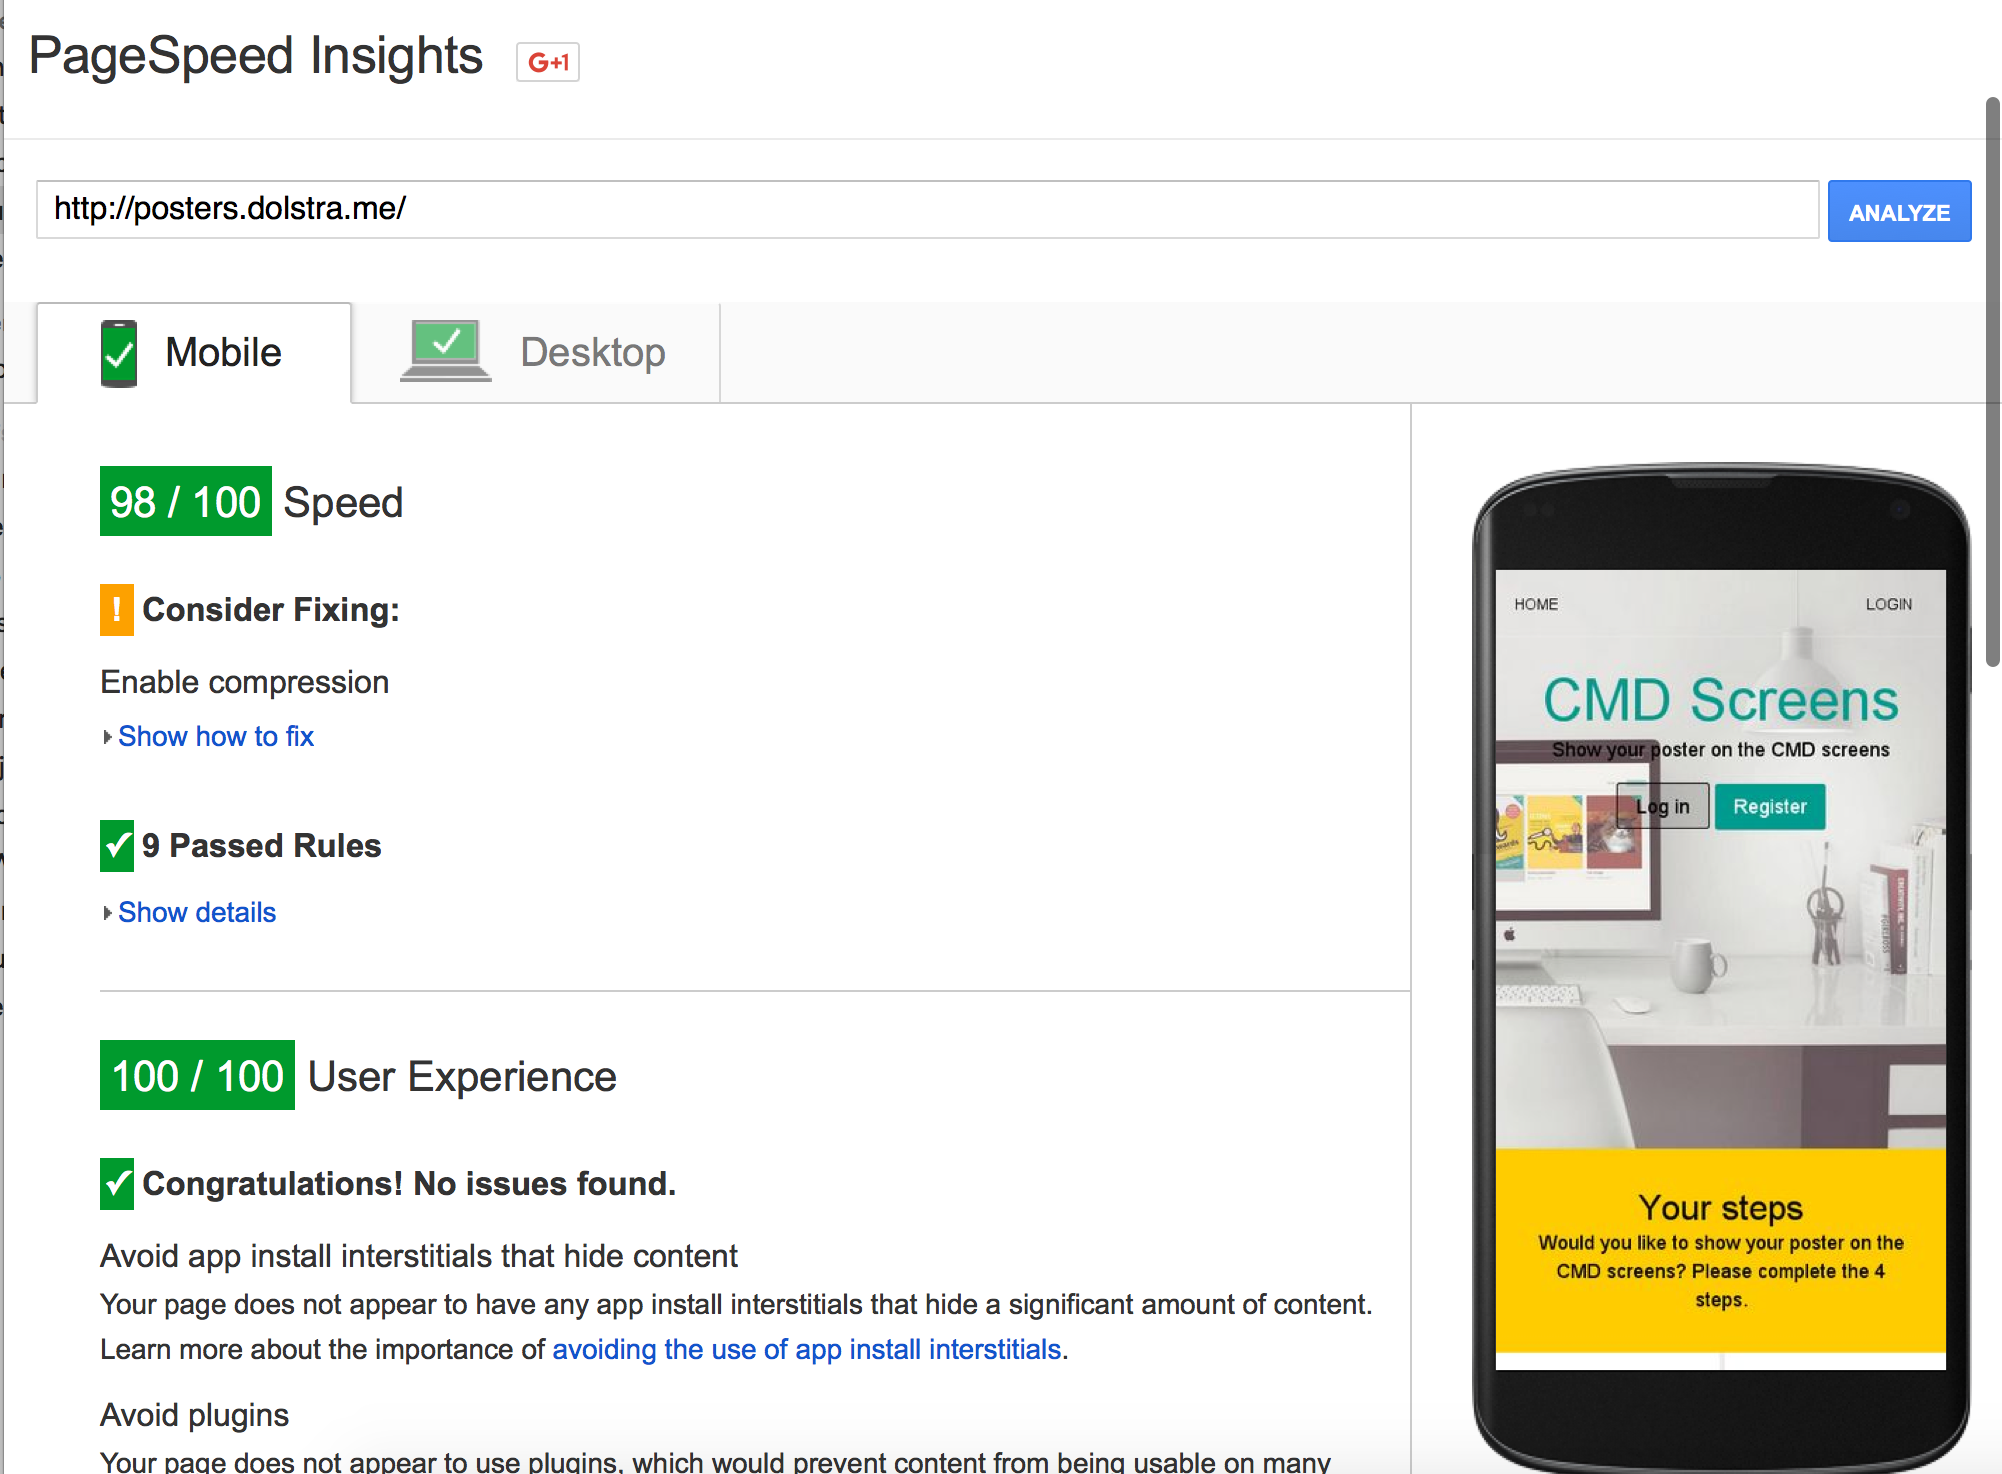 PageSpeed Insights
G+1
http://posters.dolstra.me/
ANALYZE
Mobile
Desktop
98 / 100 Speed
! Consider Fixing:
Enable compression
Show how to fix
9 Passed Rules
Show details
100 / 100 User Experience
Congratulations! No issues found.
Avoid app install interstitials that hide content
Your page does not appear to have any app install interstitials that hide a significant amount of content.
Learn more about the importance of avoiding the use of app install interstitials.
Avoid plugins
Your page does not appear to use plugins, which would prevent content from being usable on many
HOME
LOGIN
CMD Screens
Show your poster on the CMD screens
Log in
Register
Your steps
Would you like to show your poster on the
CMD screens? Please complete the 4
steps.